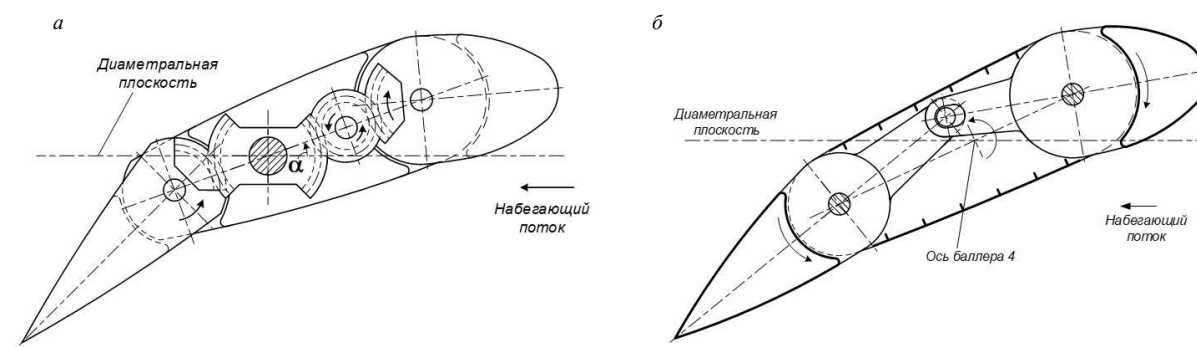 а
Диаметральная
плоскость
α
Набегающий
поток
б
Диаметральная
плоскость
Набегающий
поток
Ось баллера 4